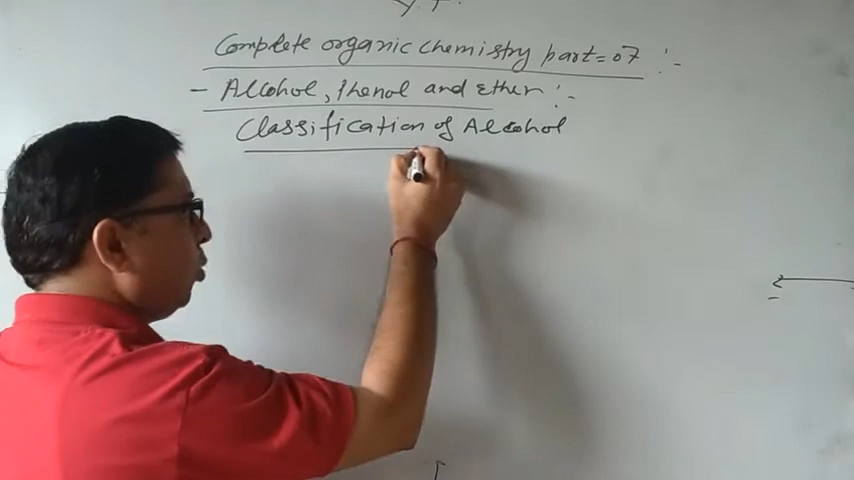 Complete organic chemistry part = 07 :-
- Alcohol, Phenol and Ether :-
Classification of Alcohol